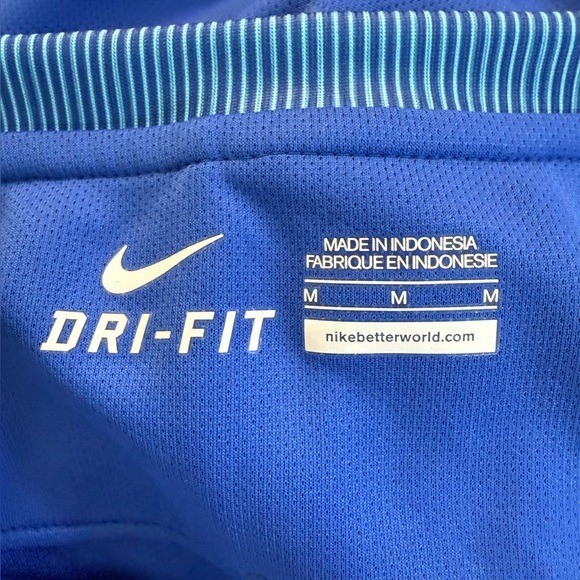 DRI-FIT
MADE IN INDONESIA
FABRIQUE EN INDONESIE
M M M
nikebetterworld.com